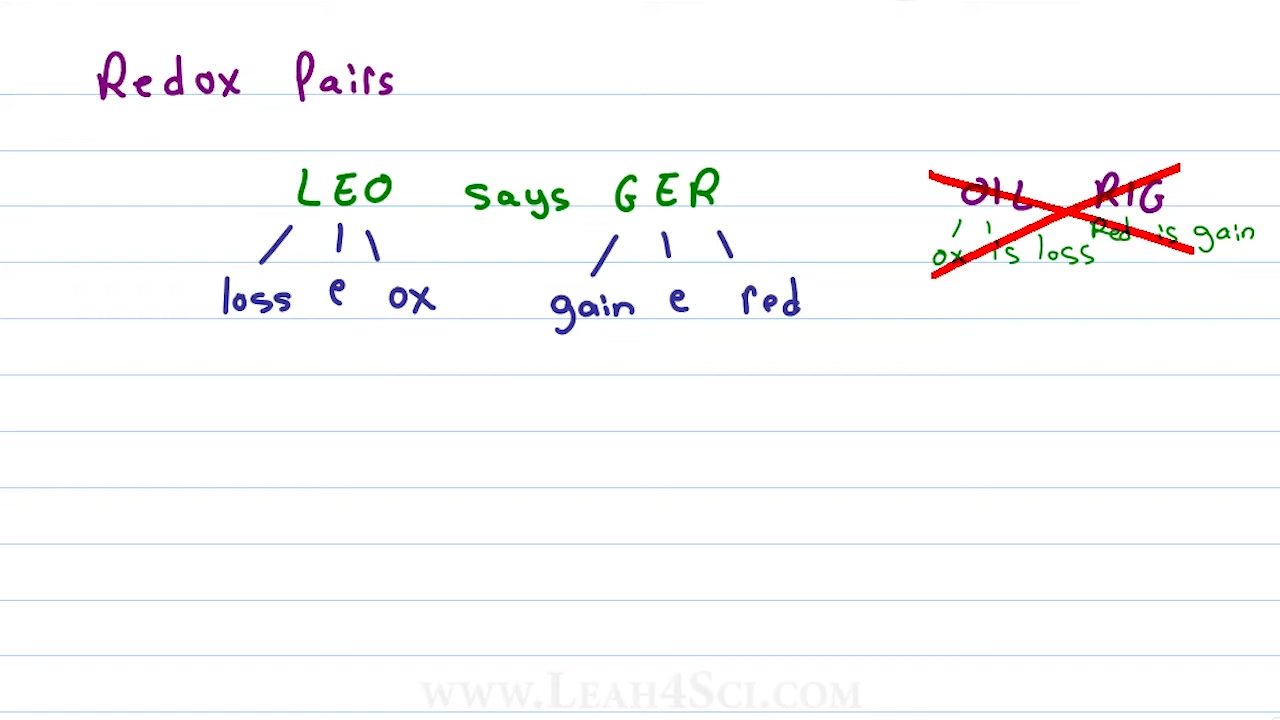 Redox Pairs
LEO says GER OIL RIG
ox is loss Red is gain
loss e ox gain e red
www.Leah4Sci.com